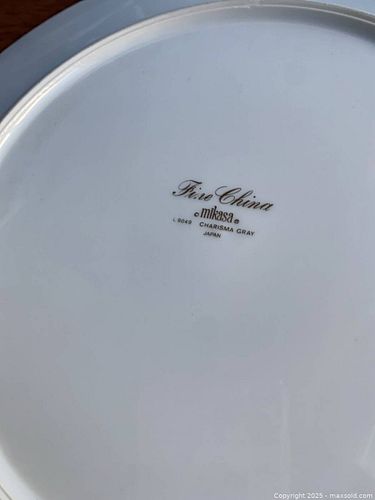 Fine China
© mikasa ®
L 9049 CHARISMA GRAY
JAPAN
Copyright 2025 - maxsold.com